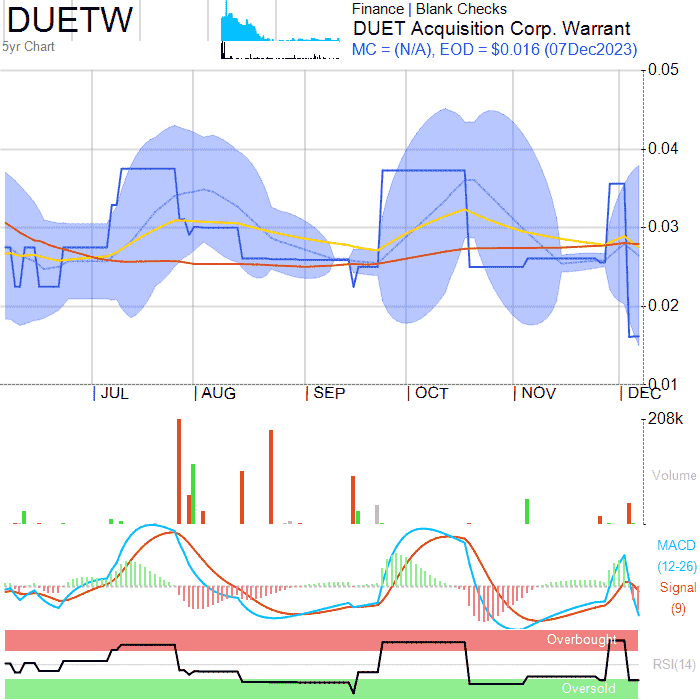 DUETW
5yr Chart
Finance | Blank Checks
DUET Acquisition Corp. Warrant
MC = (N/A), EOD = $0.016 (07Dec2023)
0.05
0.04
0.03
0.02
0.01
JUL AUG SEP OCT NOV DEC
208k
Volume
MACD
(12-26)
Signal
(9)
Overbought
RSI(14)
Oversold